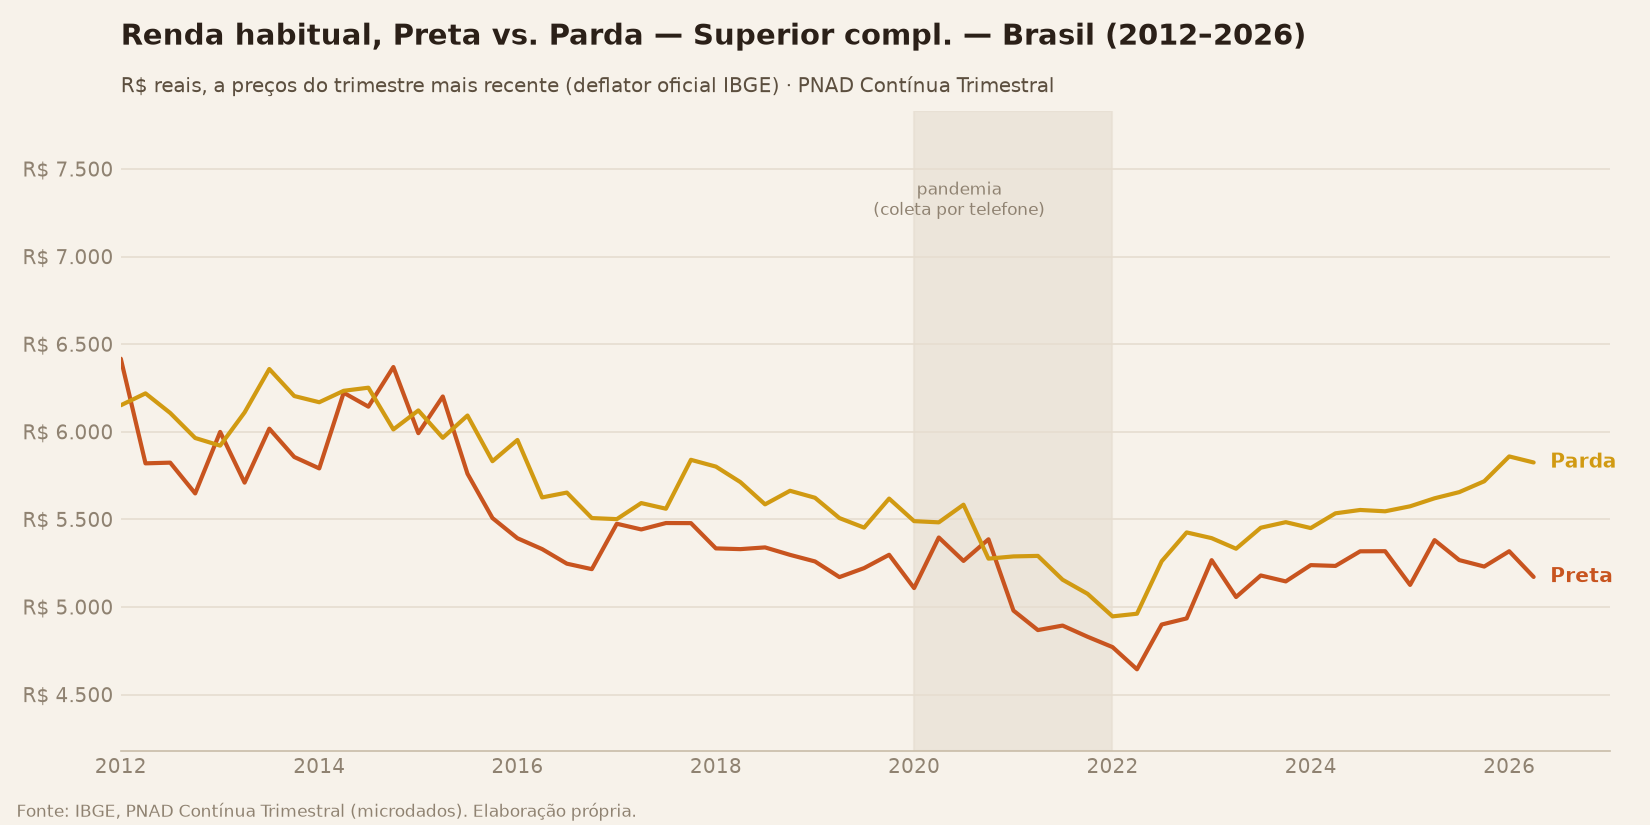 Renda habitual, Preta vs. Parda — Superior compl. — Brasil (2012–2026)
R$ reais, a preços do trimestre mais recente (deflator oficial IBGE) · PNAD Contínua Trimestral
R$ 7.500
pandemia
(coleta por telefone)
R$ 7.000
R$ 6.500
R$ 6.000
Parda
R$ 5.500
Preta
R$ 5.000
R$ 4.500
2012 2014 2016 2018 2020 2022 2024 2026
Fonte: IBGE, PNAD Contínua Trimestral (microdados). Elaboração própria.